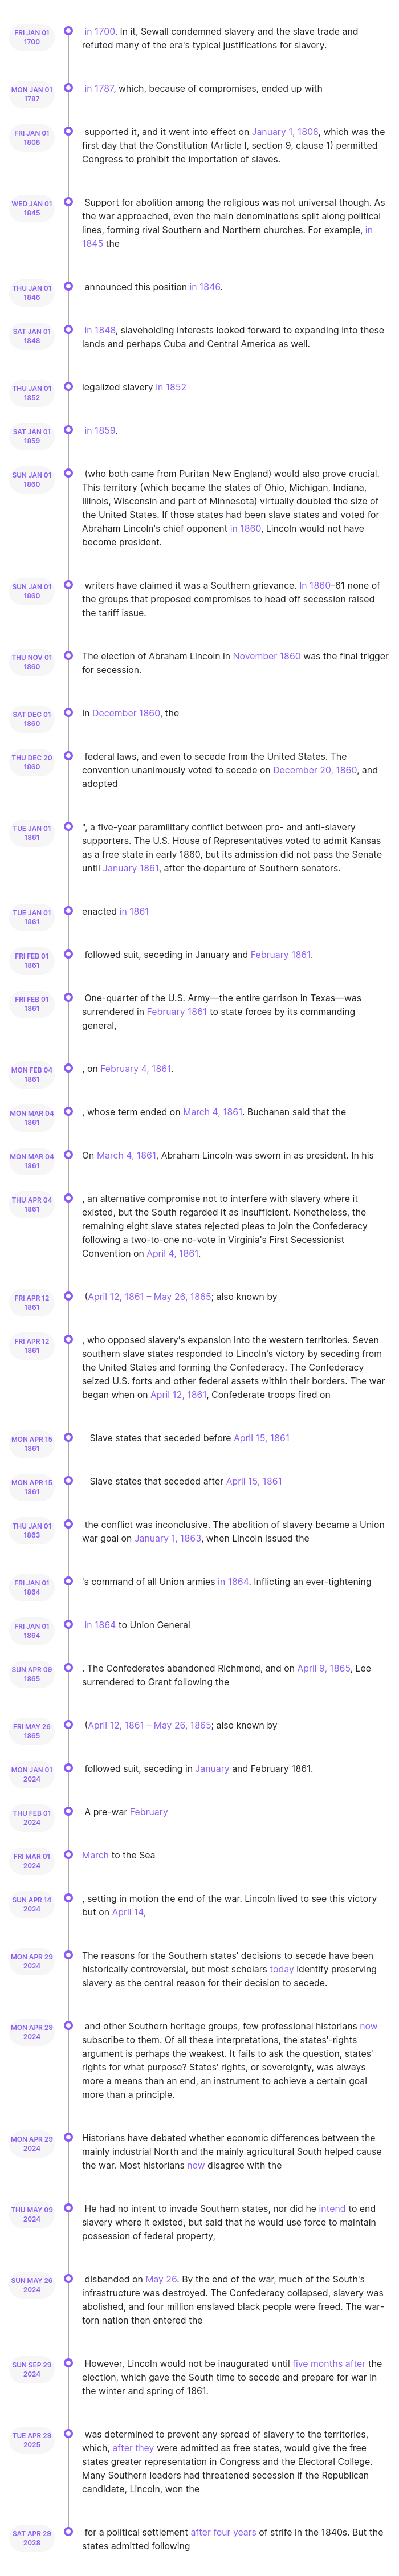 FRI JAN 01
1700
in 1700. In it, Sewall condemned slavery and the slave trade and
refuted many of the era's typical justifications for slavery.
MON JAN 01
1787
in 1787, which, because of compromises, ended up with
FRI JAN 01
1808
supported it, and it went into effect on January 1, 1808, which was the
first day that the Constitution (Article I, section 9, clause 1) permitted
Congress to prohibit the importation of slaves.
WED JAN 01
1845
Support for abolition among the religious was not universal though. As
the war approached, even the main denominations split along political
lines, forming rival Southern and Northern churches. For example, in
1845 the
THU JAN 01
1846
announced this position in 1846.
SAT JAN 01
1848
in 1848, slaveholding interests looked forward to expanding into these
lands and perhaps Cuba and Central America as well.
THU JAN 01
1852
legalized slavery in 1852
SAT JAN 01
1859
in 1859.
SUN JAN 01
1860
(who both came from Puritan New England) would also prove crucial.
This territory (which became the states of Ohio, Michigan, Indiana,
Illinois, Wisconsin and part of Minnesota) virtually doubled the size of
the United States. If those states had been slave states and voted for
Abraham Lincoln's chief opponent in 1860, Lincoln would not have
become president.
SUN JAN 01
1860
writers have claimed it was a Southern grievance. In 1860–61 none of
the groups that proposed compromises to head off secession raised
the tariff issue.
THU NOV 01
1860
The election of Abraham Lincoln in November 1860 was the final trigger
for secession.
SAT DEC 01
1860
In December 1860, the
THU DEC 20
1860
federal laws, and even to secede from the United States. The
convention unanimously voted to secede on December 20, 1860, and
adopted
TUE JAN 01
1861
", a five-year paramilitary conflict between pro- and anti-slavery
supporters. The U.S. House of Representatives voted to admit Kansas
as a free state in early 1860, but its admission did not pass the Senate
until January 1861, after the departure of Southern senators.
TUE JAN 01
1861
enacted in 1861
FRI FEB 01
1861
followed suit, seceding in January and February 1861.
FRI FEB 01
1861
One-quarter of the U.S. Army—the entire garrison in Texas—was
surrendered in February 1861 to state forces by its commanding
general,
MON FEB 04
1861
, on February 4, 1861.
MON MAR 04
1861
, whose term ended on March 4, 1861. Buchanan said that the
MON MAR 04
1861
On March 4, 1861, Abraham Lincoln was sworn in as president. In his
THU APR 04
1861
, an alternative compromise not to interfere with slavery where it
existed, but the South regarded it as insufficient. Nonetheless, the
remaining eight slave states rejected pleas to join the Confederacy
following a two-to-one no-vote in Virginia's First Secessionist
Convention on April 4, 1861.
FRI APR 12
1861
(April 12, 1861 – May 26, 1865; also known by
FRI APR 12
1861
, who opposed slavery's expansion into the western territories. Seven
southern slave states responded to Lincoln's victory by seceding from
the United States and forming the Confederacy. The Confederacy
seized U.S. forts and other federal assets within their borders. The war
began when on April 12, 1861, Confederate troops fired on
MON APR 15
1861
Slave states that seceded before April 15, 1861
MON APR 15
1861
Slave states that seceded after April 15, 1861
THU JAN 01
1863
the conflict was inconclusive. The abolition of slavery became a Union
war goal on January 1, 1863, when Lincoln issued the
FRI JAN 01
1864
's command of all Union armies in 1864. Inflicting an ever-tightening
FRI JAN 01
1864
in 1864 to Union General
SUN APR 09
1865
. The Confederates abandoned Richmond, and on April 9, 1865, Lee
surrendered to Grant following the
FRI MAY 26
1865
(April 12, 1861 – May 26, 1865; also known by
MON JAN 01
2024
followed suit, seceding in January and February 1861.
THU FEB 01
2024
A pre-war February
FRI MAR 01
2024
March to the Sea
SUN APR 14
2024
, setting in motion the end of the war. Lincoln lived to see this victory
but on April 14,
MON APR 29
2024
The reasons for the Southern states' decisions to secede have been
historically controversial, but most scholars today identify preserving
slavery as the central reason for their decision to secede.
MON APR 29
2024
and other Southern heritage groups, few professional historians now
subscribe to them. Of all these interpretations, the states'-rights
argument is perhaps the weakest. It fails to ask the question, states'
rights for what purpose? States' rights, or sovereignty, was always
more a means than an end, an instrument to achieve a certain goal
more than a principle.
MON APR 29
2024
Historians have debated whether economic differences between the
mainly industrial North and the mainly agricultural South helped cause
the war. Most historians now disagree with the
THU MAY 09
2024
He had no intent to invade Southern states, nor did he intend to end
slavery where it existed, but said that he would use force to maintain
possession of federal property,
SUN MAY 26
2024
disbanded on May 26. By the end of the war, much of the South's
infrastructure was destroyed. The Confederacy collapsed, slavery was
abolished, and four million enslaved black people were freed. The war-
torn nation then entered the
SUN SEP 29
2024
However, Lincoln would not be inaugurated until five months after the
election, which gave the South time to secede and prepare for war in
the winter and spring of 1861.
TUE APR 29
2025
was determined to prevent any spread of slavery to the territories,
which, after they were admitted as free states, would give the free
states greater representation in Congress and the Electoral College.
Many Southern leaders had threatened secession if the Republican
candidate, Lincoln, won the
SAT APR 29
2028
for a political settlement after four years of strife in the 1840s. But the
states admitted following